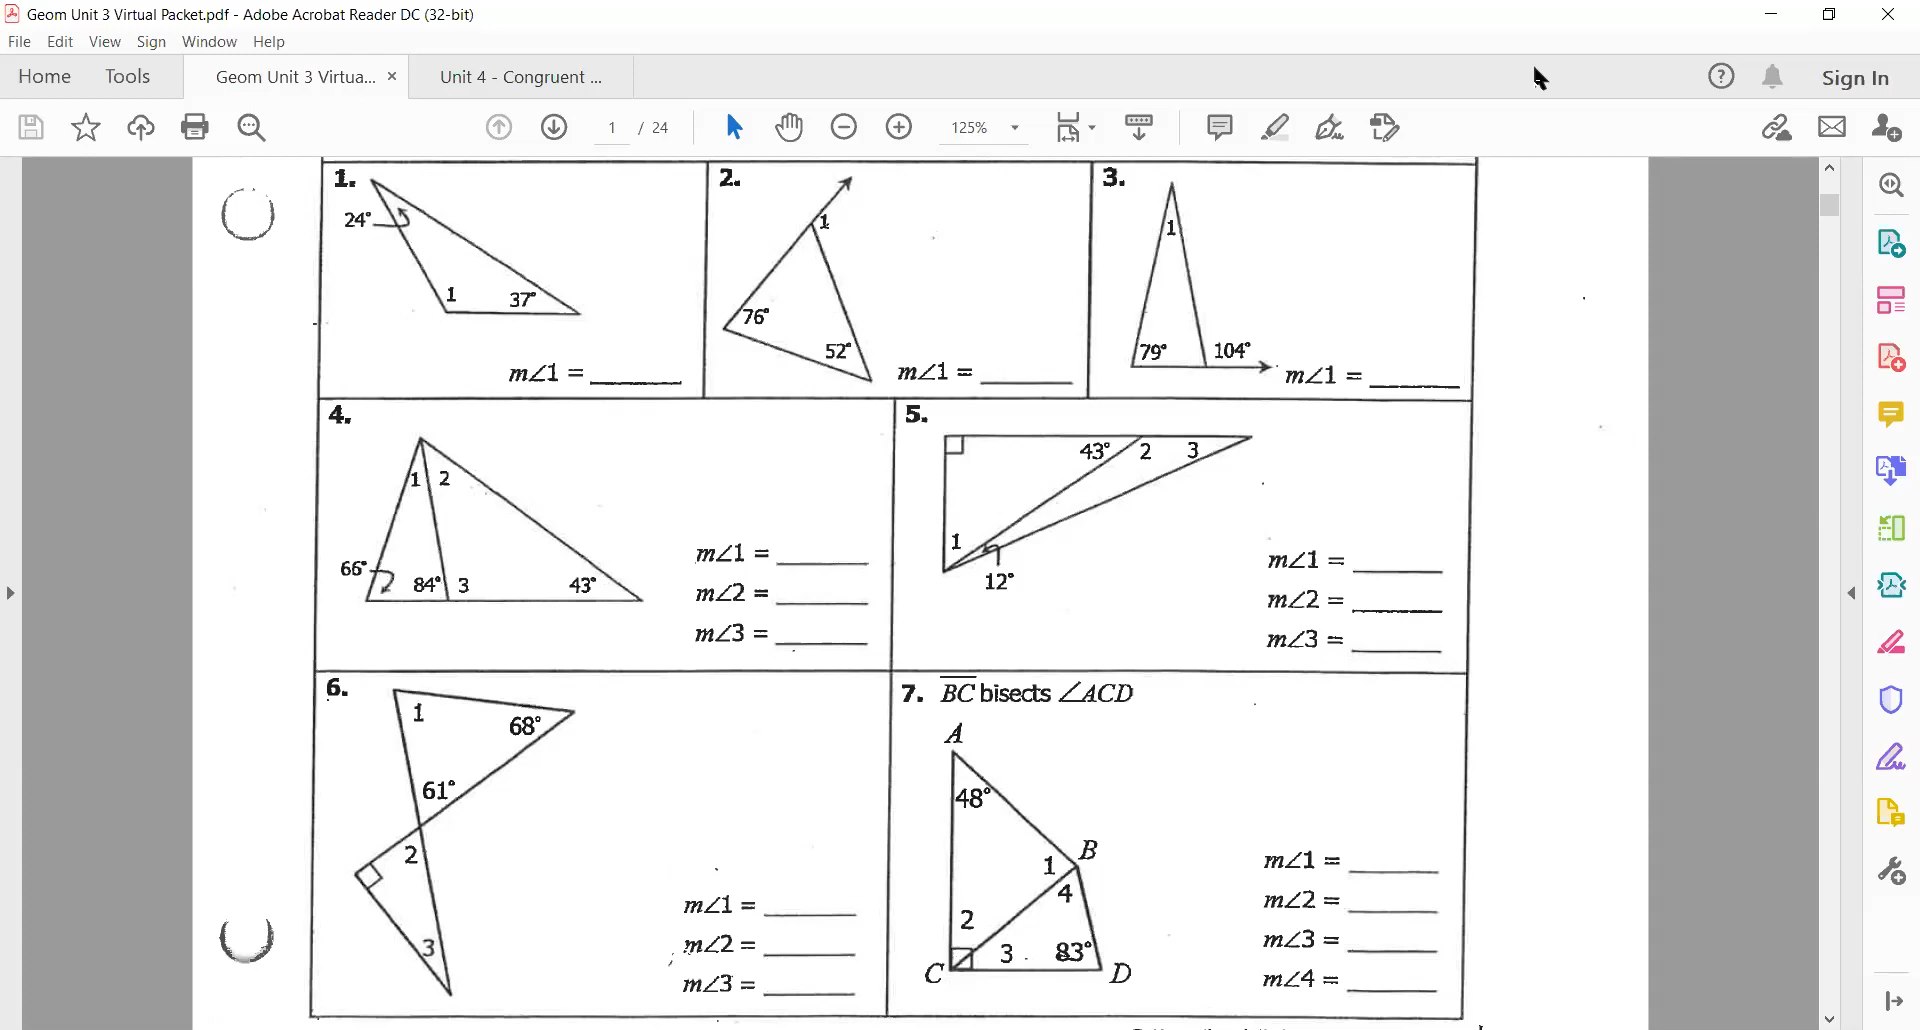 Geom Unit 3 Virtual Packet.pdf - Adobe Acrobat Reader DC (32-bit)
File Edit View Sign Window Help
Home Tools Geom Unit 3 Virtua... × Unit 4 - Congruent ... Sign In
1 / 24 125%
1.
24°
1 37°
m∠1 =
2.
1
76°
52°
m∠1 =
3.
1
79° 104°
m∠1 =
4.
1 2
66° 84° 3 43°
m∠1 =
m∠2 =
m∠3 =
5.
43° 2 3
1
12°
m∠1 =
m∠2 =
m∠3 =
6.
1 68°
61°
2
3
m∠1 =
m∠2 =
m∠3 =
7. BC bisects ∠ACD
A
48°
1 B
4
2
3 83°
C D
m∠1 =
m∠2 =
m∠3 =
m∠4 =